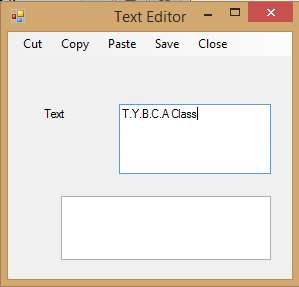 Text Editor
Cut Copy Paste Save Close
Text T.Y.B.C.A Class